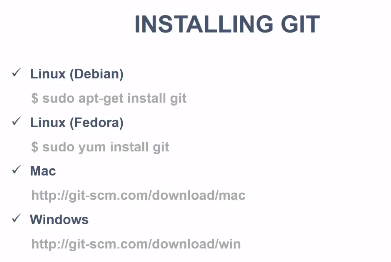 INSTALLING GIT
✓ Linux (Debian)
$ sudo apt-get install git
✓ Linux (Fedora)
$ sudo yum install git
✓ Mac
http://git-scm.com/download/mac
✓ Windows
http://git-scm.com/download/win